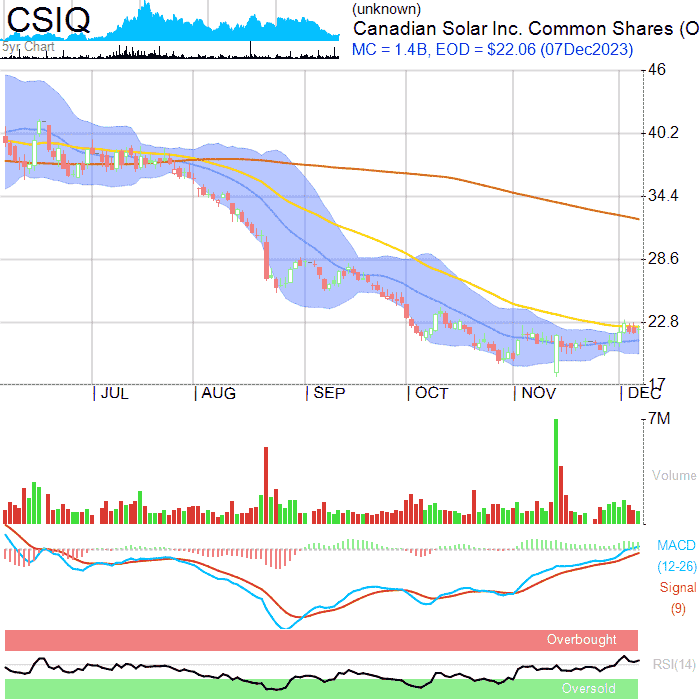 CSIQ
5yr Chart
(unknown)
Canadian Solar Inc. Common Shares (O
MC = 1.4B, EOD = $22.06 (07Dec2023)
46
40.2
34.4
28.6
22.8
17
JUL AUG SEP OCT NOV DEC
7M
Volume
MACD
(12-26)
Signal
(9)
Overbought
RSI(14)
Oversold